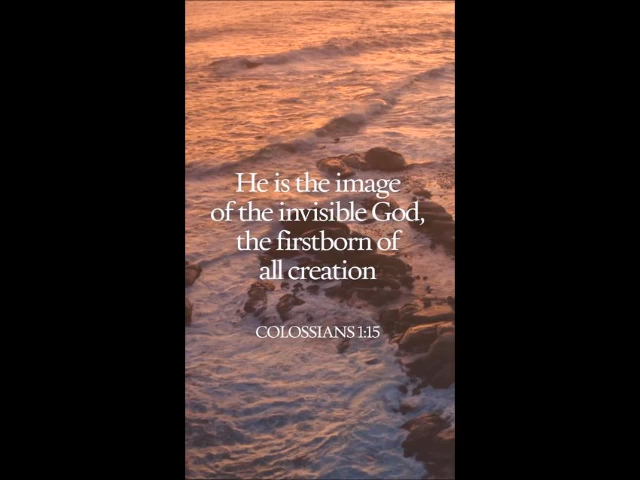 He is the image
of the invisible God,
the firstborn of
all creation
COLOSSIANS 1:15